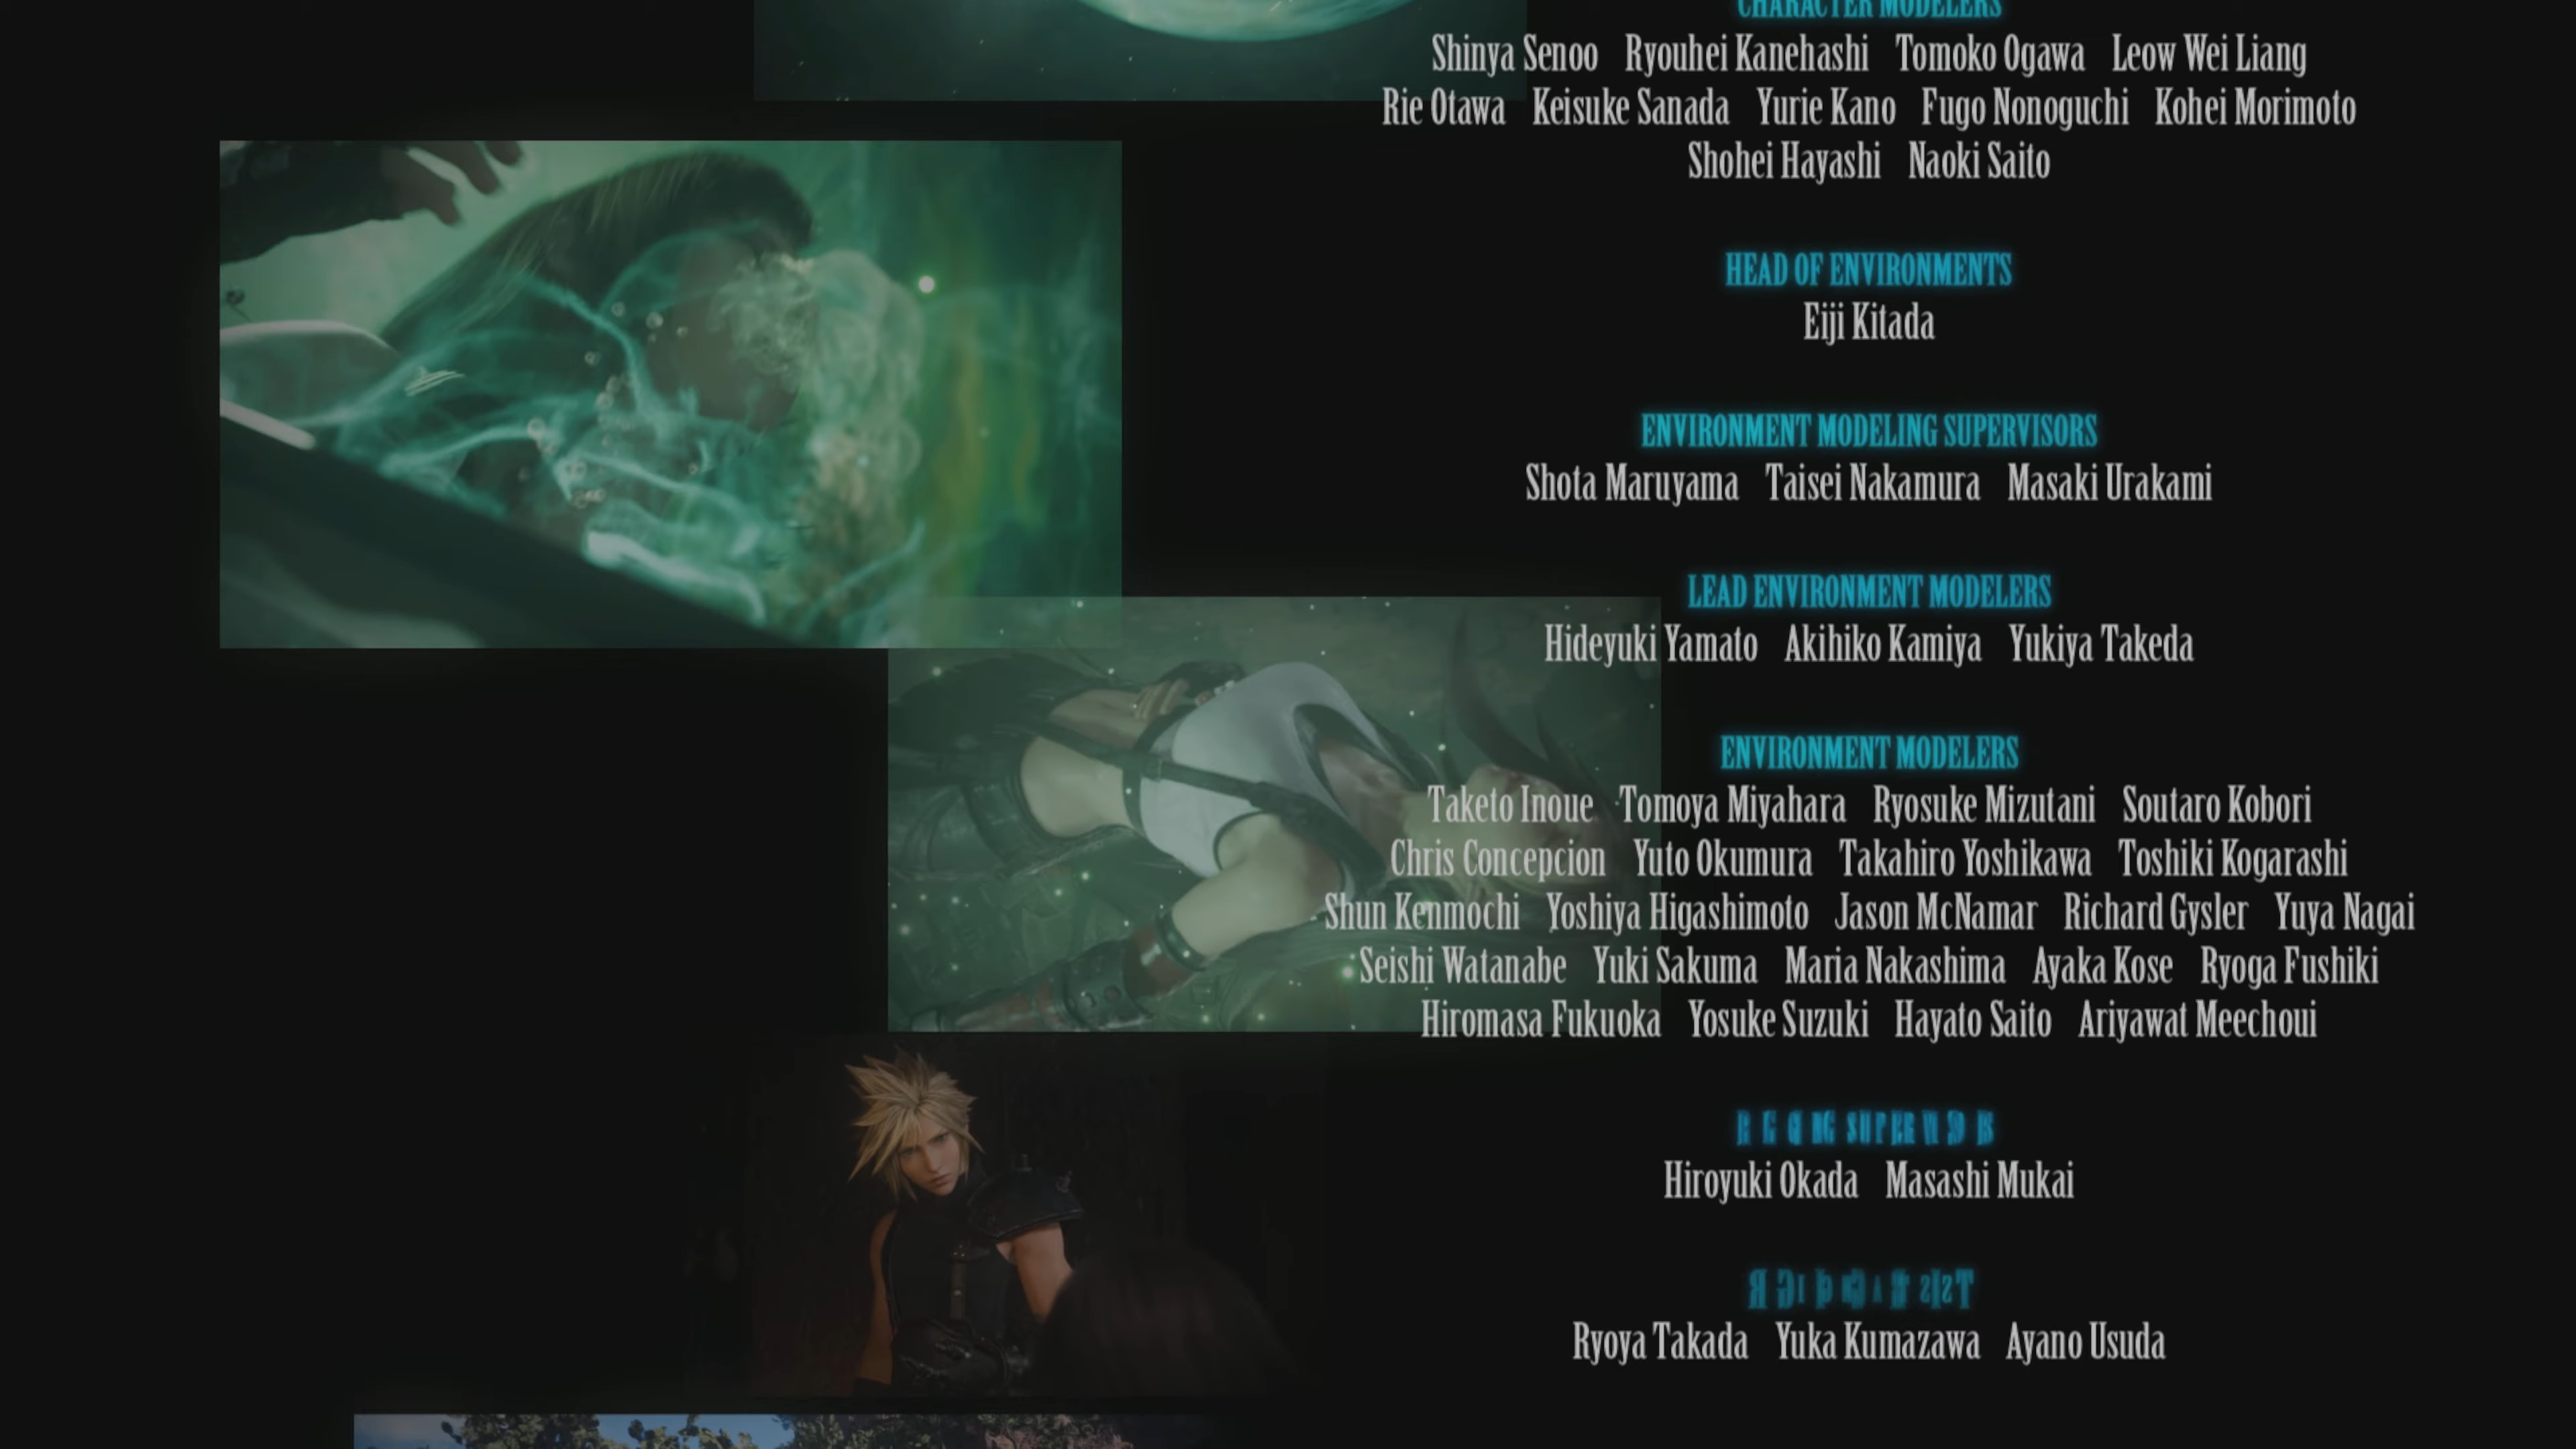 CHARACTER MODELERS
Shinya Senoo Ryouhei Kanehashi Tomoko Ogawa Leow Wei Liang
Rie Otawa Keisuke Sanada Yurie Kano Fugo Nonoguchi Kohei Morimoto
Shohei Hayashi Naoki Saito
HEAD OF ENVIRONMENTS
Eiji Kitada
ENVIRONMENT MODELING SUPERVISORS
Shota Maruyama Taisei Nakamura Masaki Urakami
LEAD ENVIRONMENT MODELERS
Hideyuki Yamato Akihiko Kamiya Yukiya Takeda
ENVIRONMENT MODELERS
Taketo Inoue Tomoya Miyahara Ryosuke Mizutani Soutaro Kobori
Chris Concepcion Yuto Okumura Takahiro Yoshikawa Toshiki Kogarashi
Shun Kenmochi Yoshiya Higashimoto Jason McNamar Richard Gysler Yuya Nagai
Seishi Watanabe Yuki Sakuma Maria Nakashima Ayaka Kose Ryoga Fushiki
Hiromasa Fukuoka Yosuke Suzuki Hayato Saito Ariyawat Meechoui
Hiroyuki Okada Masashi Mukai
Ryoya Takada Yuka Kumazawa Ayano Usuda